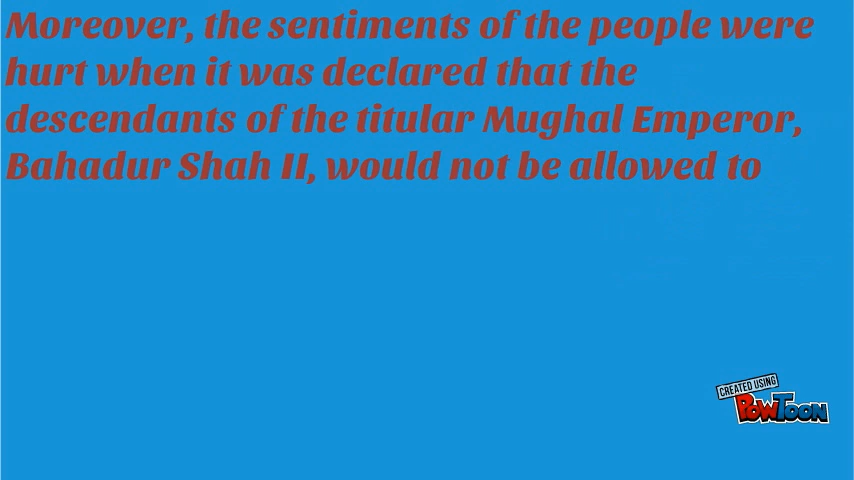 Moreover, the sentiments of the people were
hurt when it was declared that the
descendants of the titular Mughal Emperor,
Bahadur Shah II, would not be allowed to
CREATED USING
POWTOON